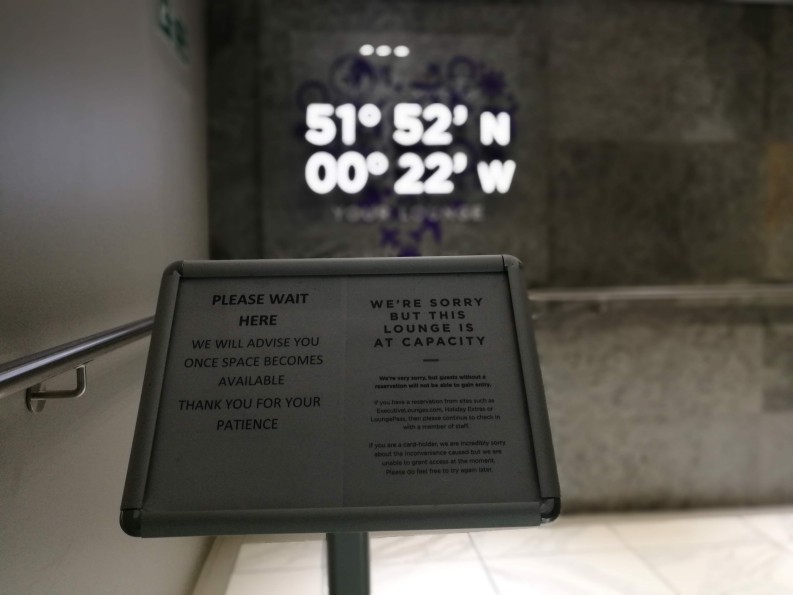 51° 52’ N
00° 22’ W
YOUR LOUNGE
PLEASE WAIT
HERE
WE WILL ADVISE YOU
ONCE SPACE BECOMES
AVAILABLE
THANK YOU FOR YOUR
PATIENCE
WE'RE SORRY
BUT THIS
LOUNGE IS
AT CAPACITY
We're very sorry, but guests without a
reservation will not be able to gain entry.
If you have a reservation from sites such as
ExecutiveLounges.com, Holiday Extras or
LoungePass, then please continue to check in
with a member of staff.
If you are a card-holder, we are incredibly sorry
about the inconvenience caused but we are
unable to grant access at the moment.
Please do feel free to try again later.